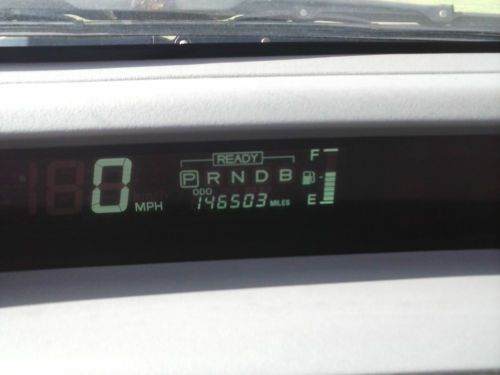 READY
F
0 MPH
P R N D B
ODO
146503 MILES
E